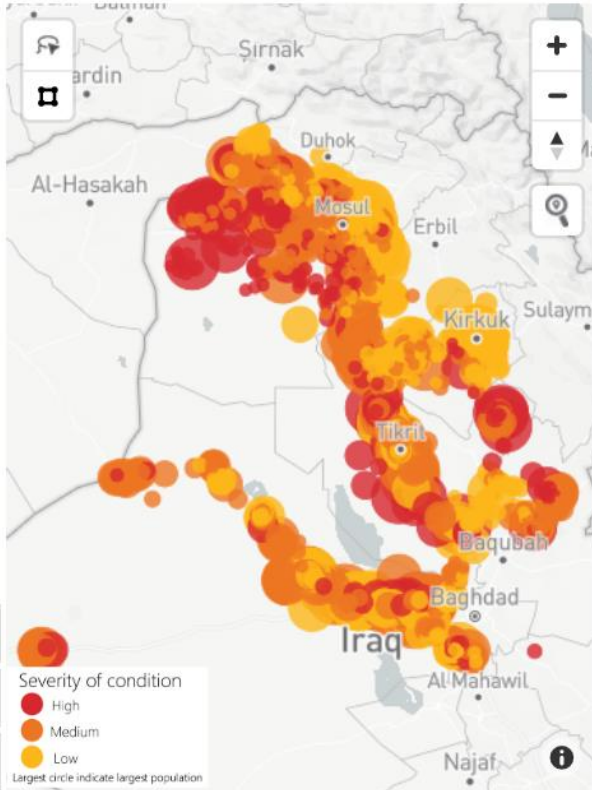 Batman
Şırnak
ardin
Duhok
Al-Hasakah
Mosul
Erbil
Kirkuk
Sulaym
Tikrit
Baqubah
Baghdad
Iraq
Severity of condition
High
Medium
Low
Largest circle indicate largest population
Al Mahawil
Najaf